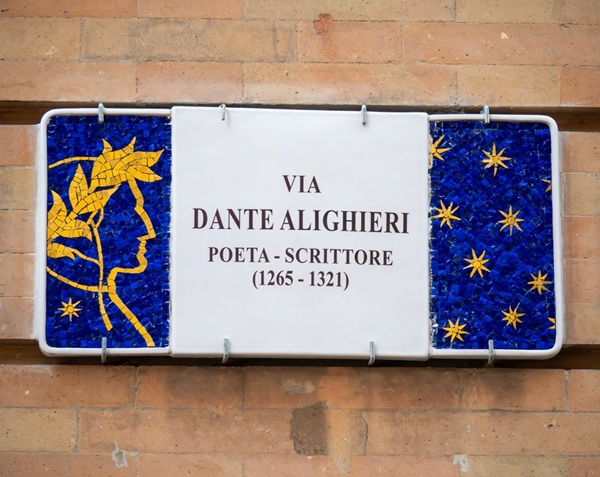 VIA
DANTE ALIGHIERI
POETA - SCRITTORE
(1265 - 1321)